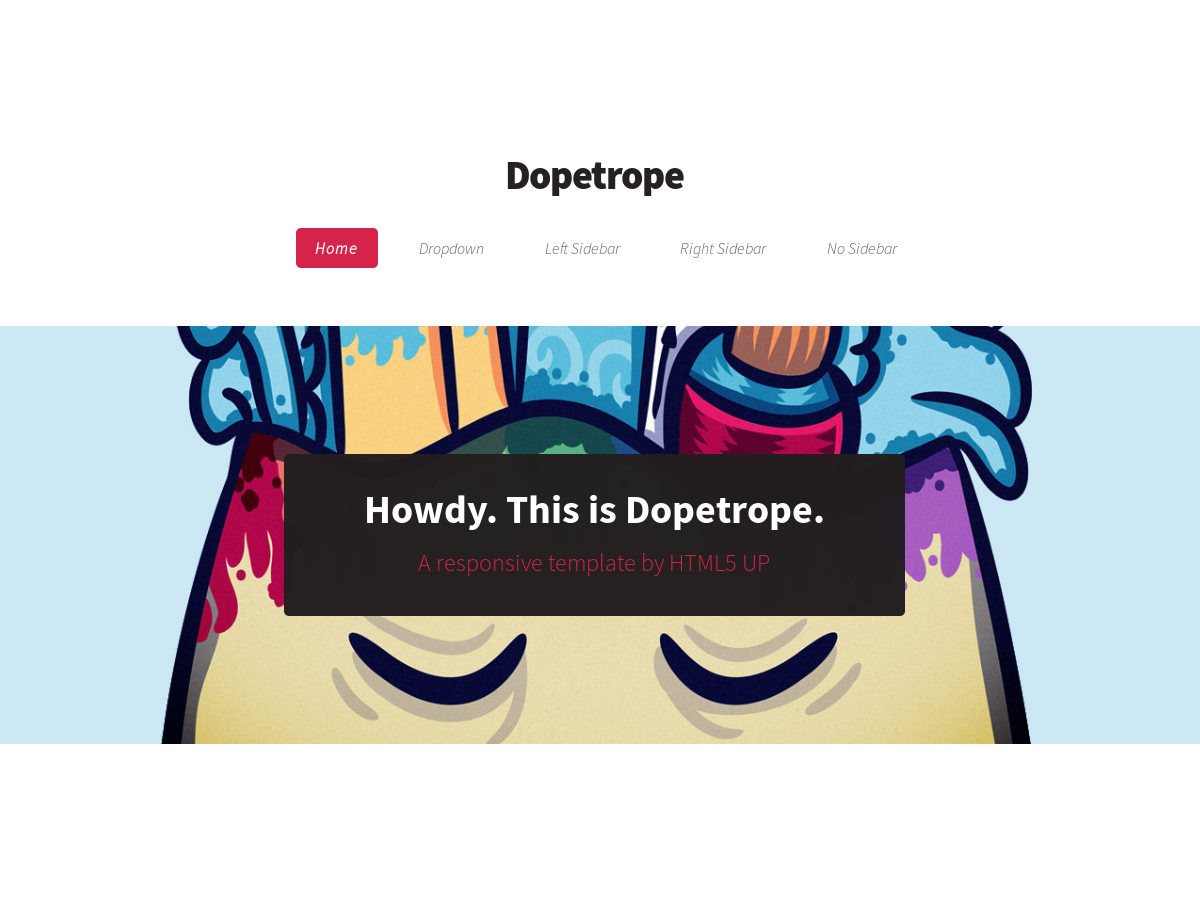 Dopetrope
Home Dropdown Left Sidebar Right Sidebar No Sidebar
Howdy. This is Dopetrope.
A responsive template by HTML5 UP